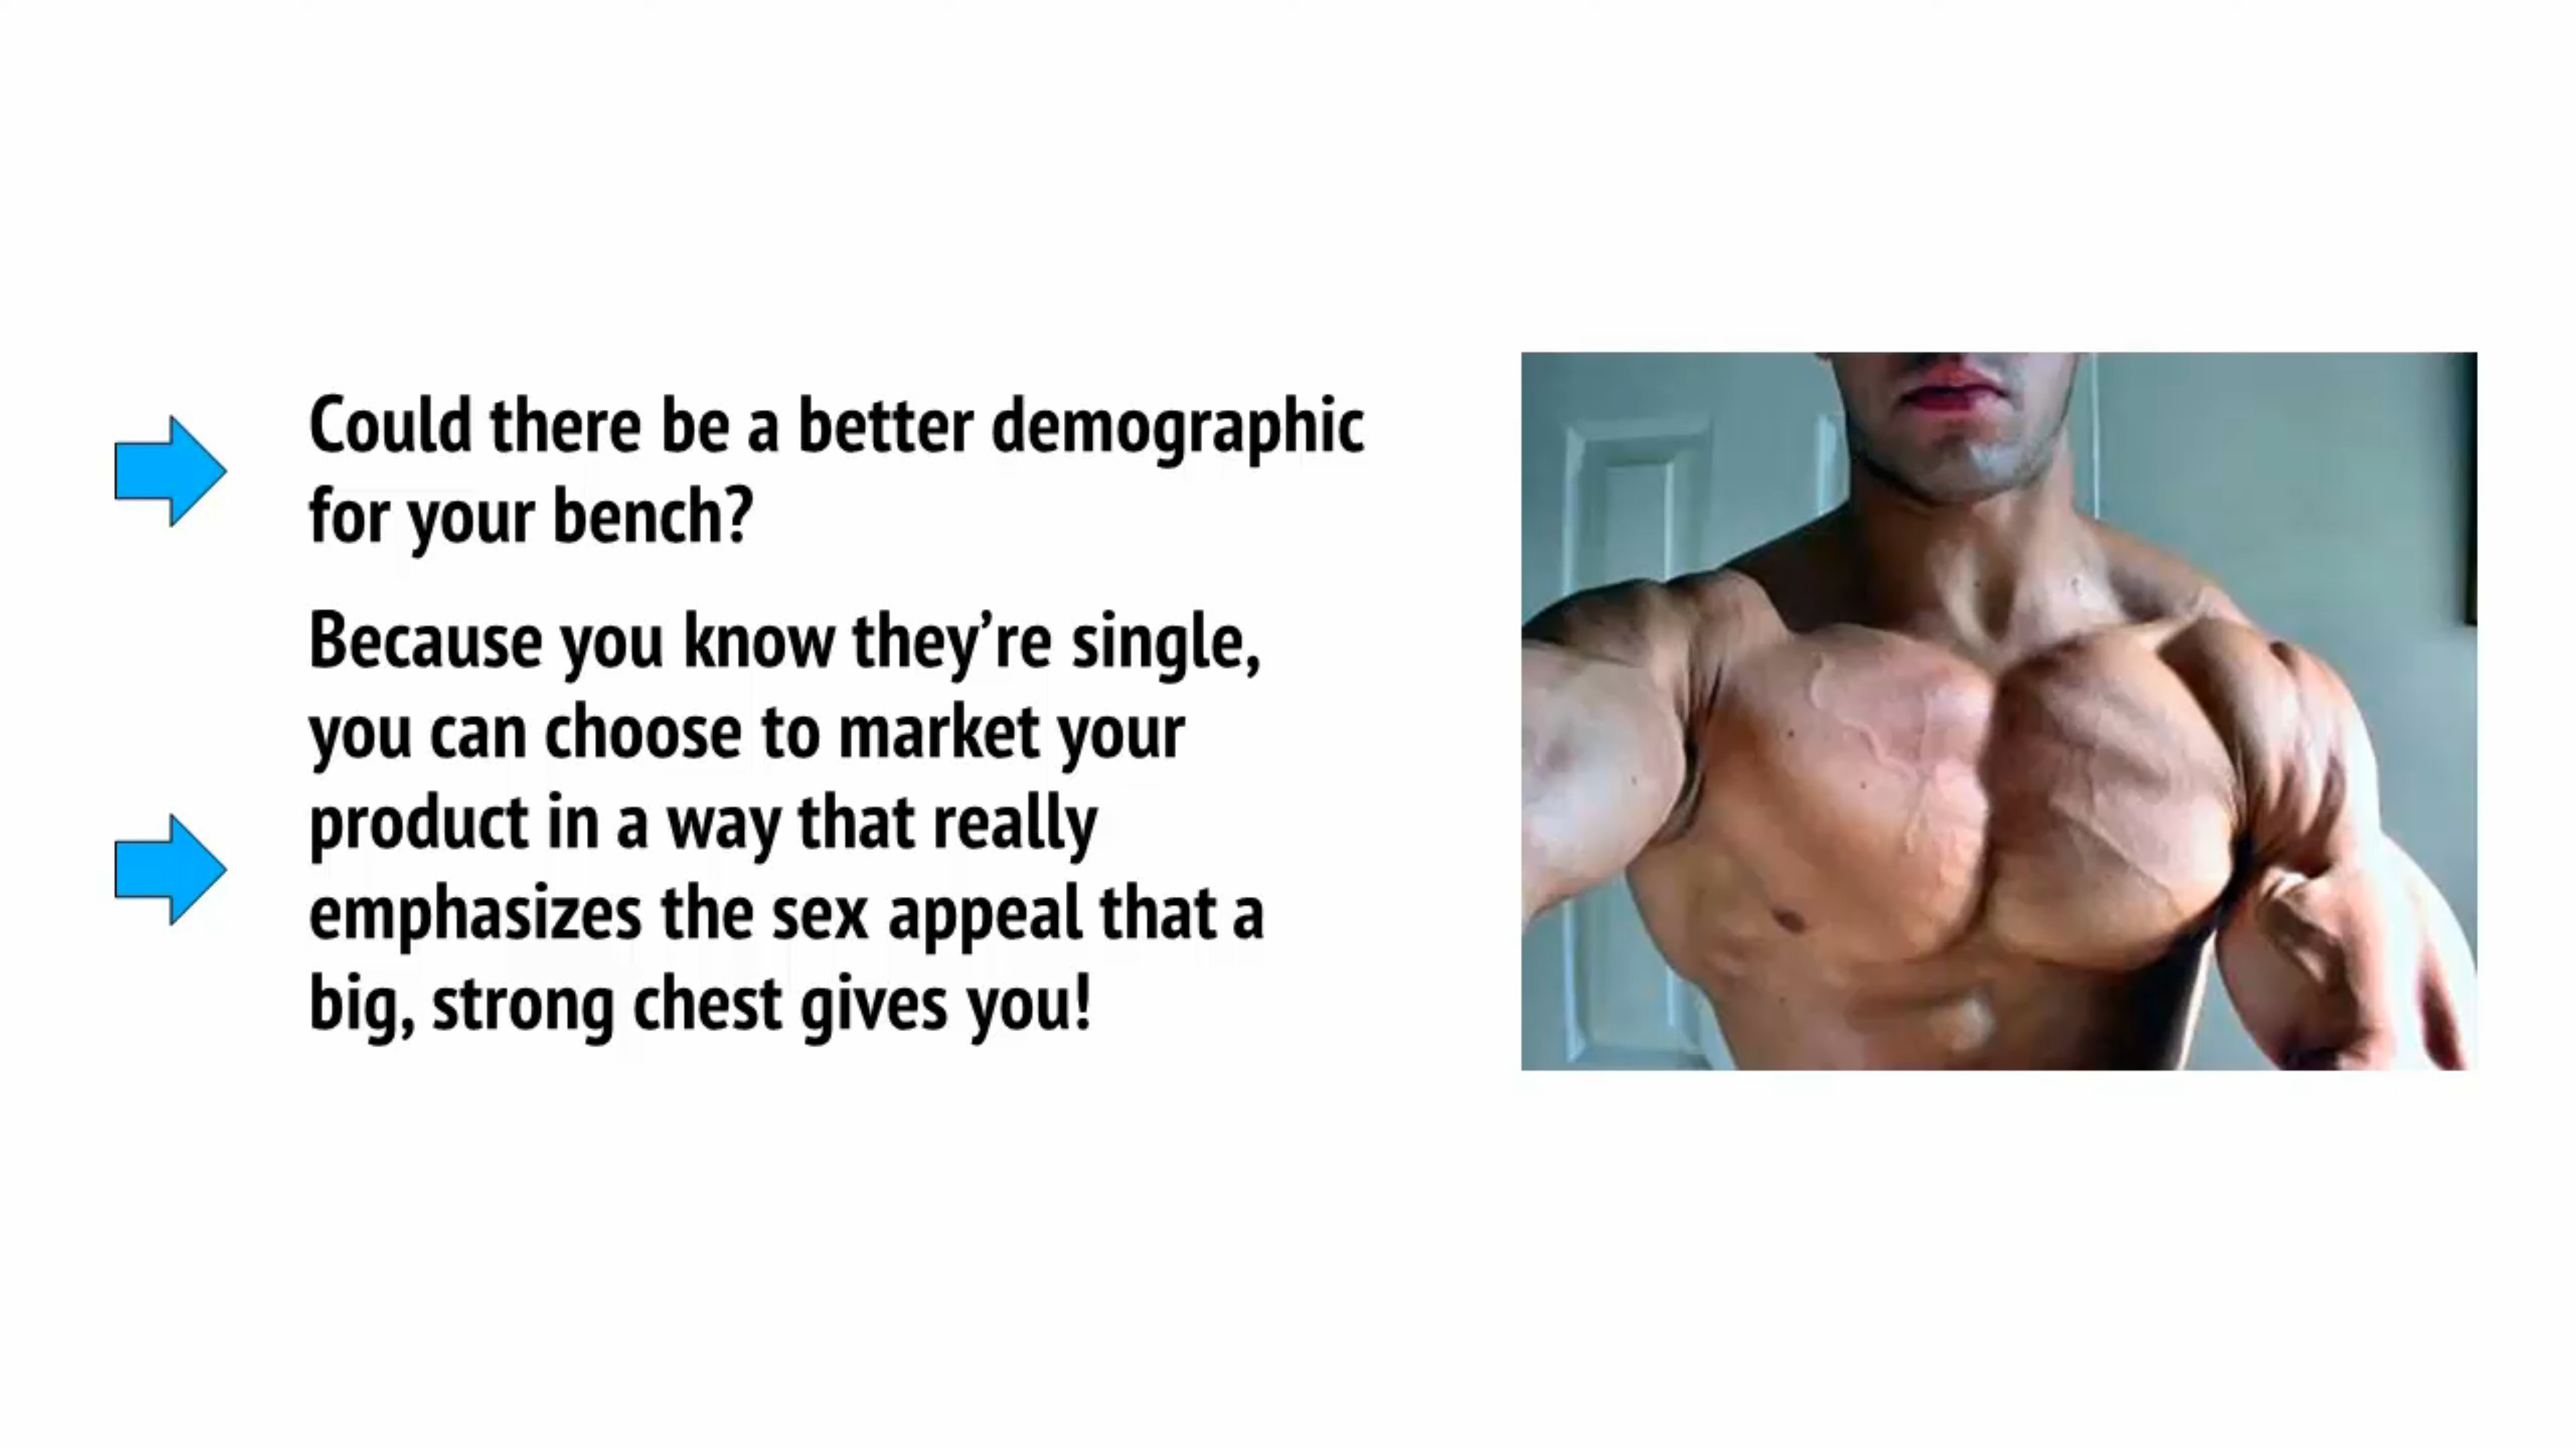 Could there be a better demographic
for your bench?
Because you know they’re single,
you can choose to market your
product in a way that really
emphasizes the sex appeal that a
big, strong chest gives you!